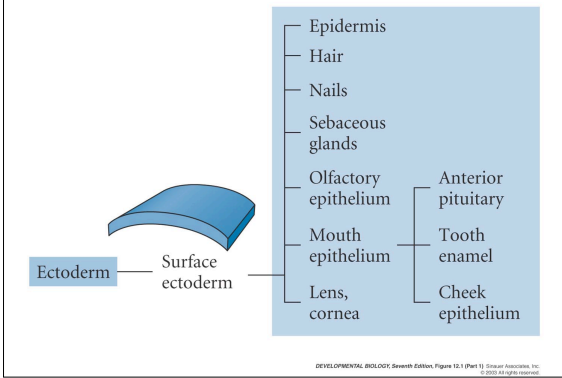 Epidermis
Hair
Nails
Sebaceous
glands
Olfactory
epithelium
Anterior
pituitary
Mouth
epithelium
Tooth
enamel
Ectoderm
Surface
ectoderm
Lens,
cornea
Cheek
epithelium
DEVELOPMENTAL BIOLOGY, Seventh Edition, Figure 12.1 (Part 1) Sinauer Associates, Inc.
© 2003 All rights reserved.